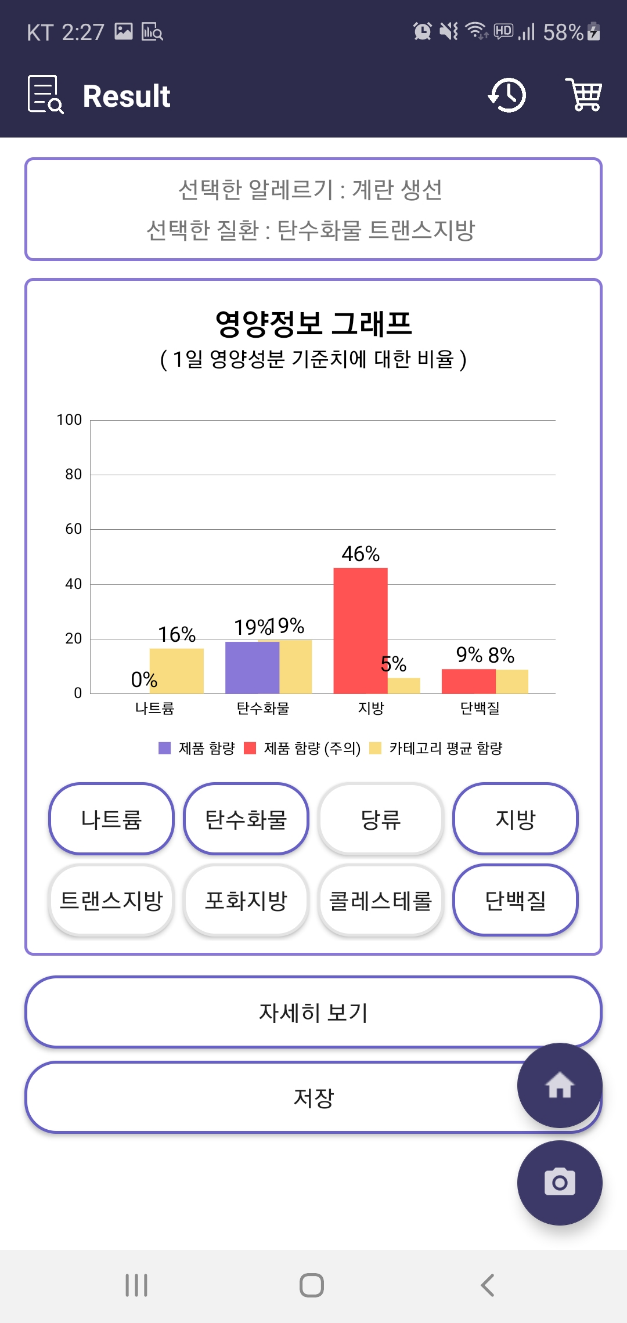 KT 2:27 HD 58%
Result
선택한 알레르기 : 계란 생선
선택한 질환 : 탄수화물 트랜스지방
영양정보 그래프
( 1일 영양성분 기준치에 대한 비율 )
100
80
60
40
20
0
0% 16% 19% 19% 46% 5% 9% 8%
나트륨 탄수화물 지방 단백질
제품 함량 제품 함량 (주의) 카테고리 평균 함량
나트륨 탄수화물 당류 지방
트랜스지방 포화지방 콜레스테롤 단백질
자세히 보기
저장